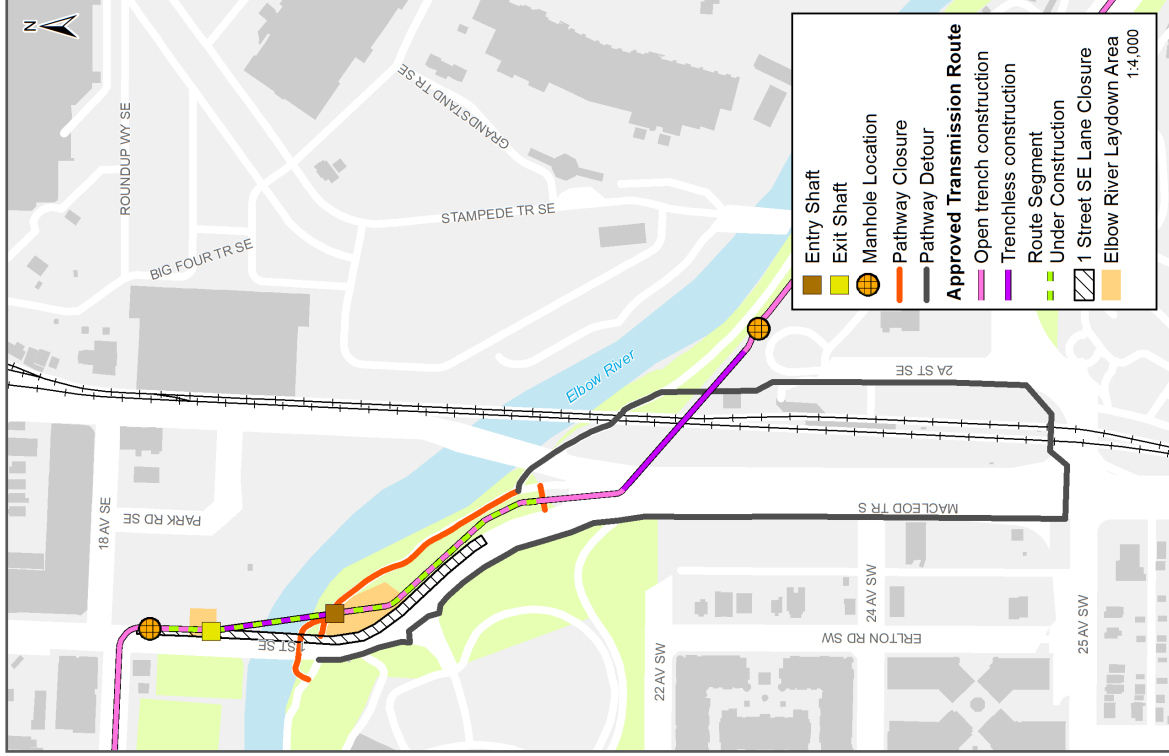 N
ROUNDUP WY SE
GRANDSTAND TR SE
BIG FOUR TR SE
STAMPEDE TR SE
Elbow River
18 AV SE
PARK RD SE
1 ST SE
2A ST SE
MACLEOD TR S
22 AV SW
24 AV SW
ERLTON RD SW
25 AV SW
Entry Shaft
Exit Shaft
Manhole Location
Pathway Closure
Pathway Detour
Approved Transmission Route
Open trench construction
Trenchless construction
Route Segment
Under Construction
1 Street SE Lane Closure
Elbow River Laydown Area
1:4,000